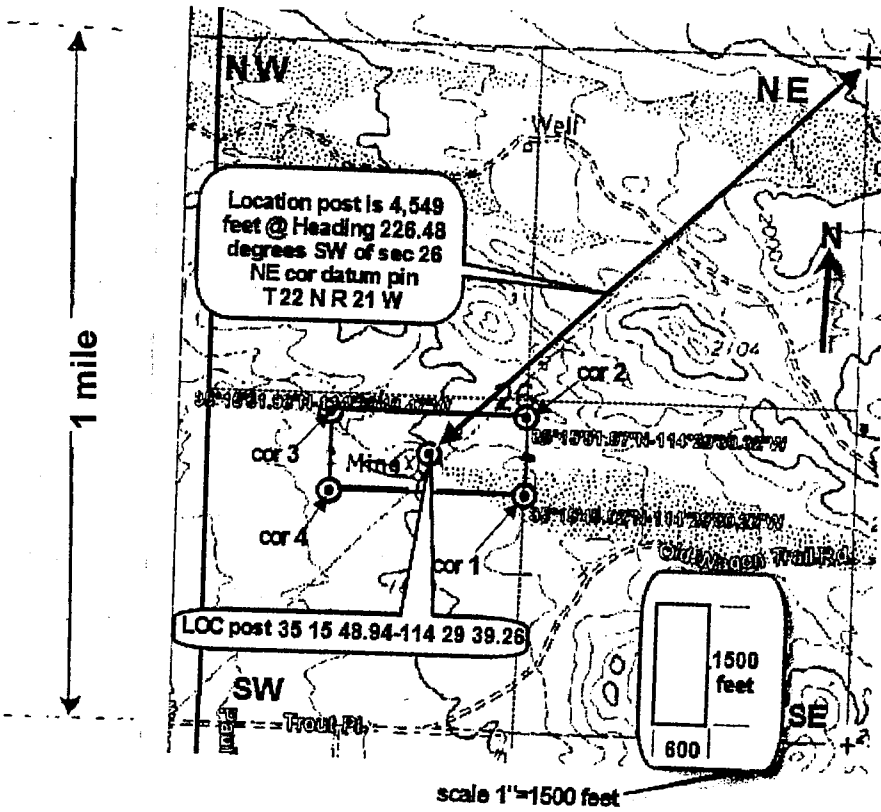 NW
NE
Well
Location post is 4,549
feet @ Heading 226.48
degrees SW of sec 26
NE cor datum pin
T 22 N R 21 W
N
2000
1 mile
2104
cor 2
cor 3
Mine
cor 4
cor 1
Old Wagon Trail Rd.
LOC post 35 15 48.94-114 29 39.26
1500
feet
600
SW
SE
Trout Pl.
scale 1"=1500 feet